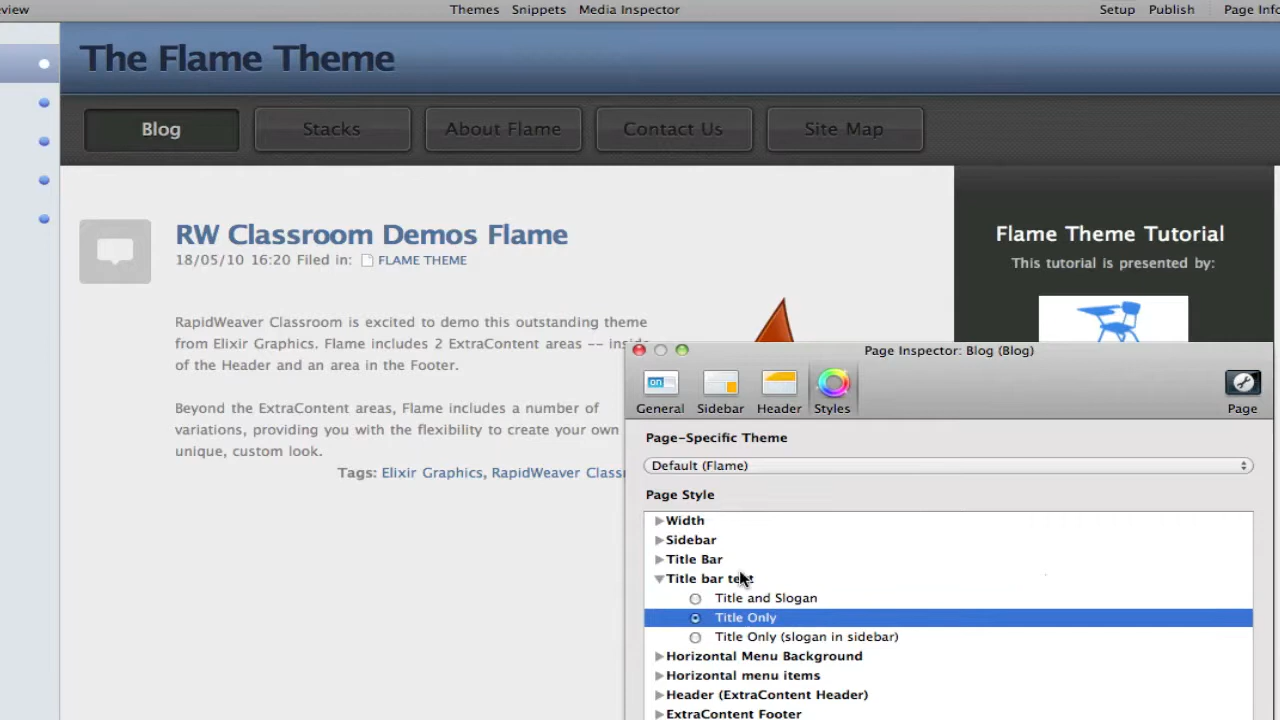 eview Themes Snippets Media Inspector Setup Publish Page Info
The Flame Theme
Blog Stacks About Flame Contact Us Site Map
RW Classroom Demos Flame
18/05/10 16:20 Filed in: FLAME THEME
RapidWeaver Classroom is excited to demo this outstanding theme
from Elixir Graphics. Flame includes 2 ExtraContent areas -- inside
of the Header and an area in the Footer.
Beyond the ExtraContent areas, Flame includes a number of
variations, providing you with the flexibility to create your own
unique, custom look.
Tags: Elixir Graphics, RapidWeaver Classr
Flame Theme Tutorial
This tutorial is presented by:
Page Inspector: Blog (Blog)
on
General Sidebar Header Styles Page
Page-Specific Theme
Default (Flame)
Page Style
Width
Sidebar
Title Bar
Title bar text
Title and Slogan
Title Only
Title Only (slogan in sidebar)
Horizontal Menu Background
Horizontal menu items
Header (ExtraContent Header)
ExtraContent Footer